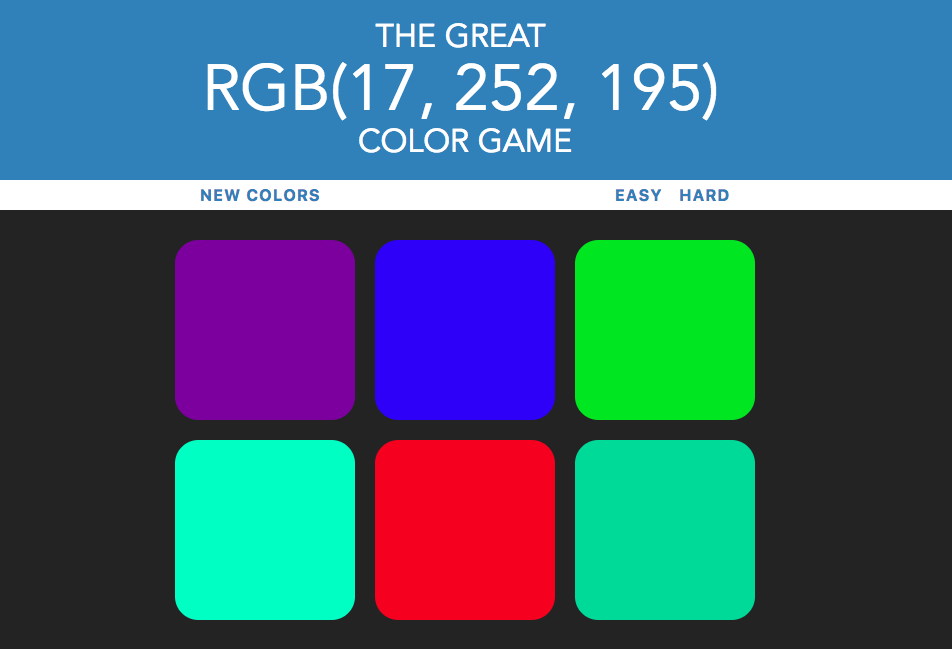 THE GREAT
RGB(17, 252, 195)
COLOR GAME
NEW COLORS EASY HARD